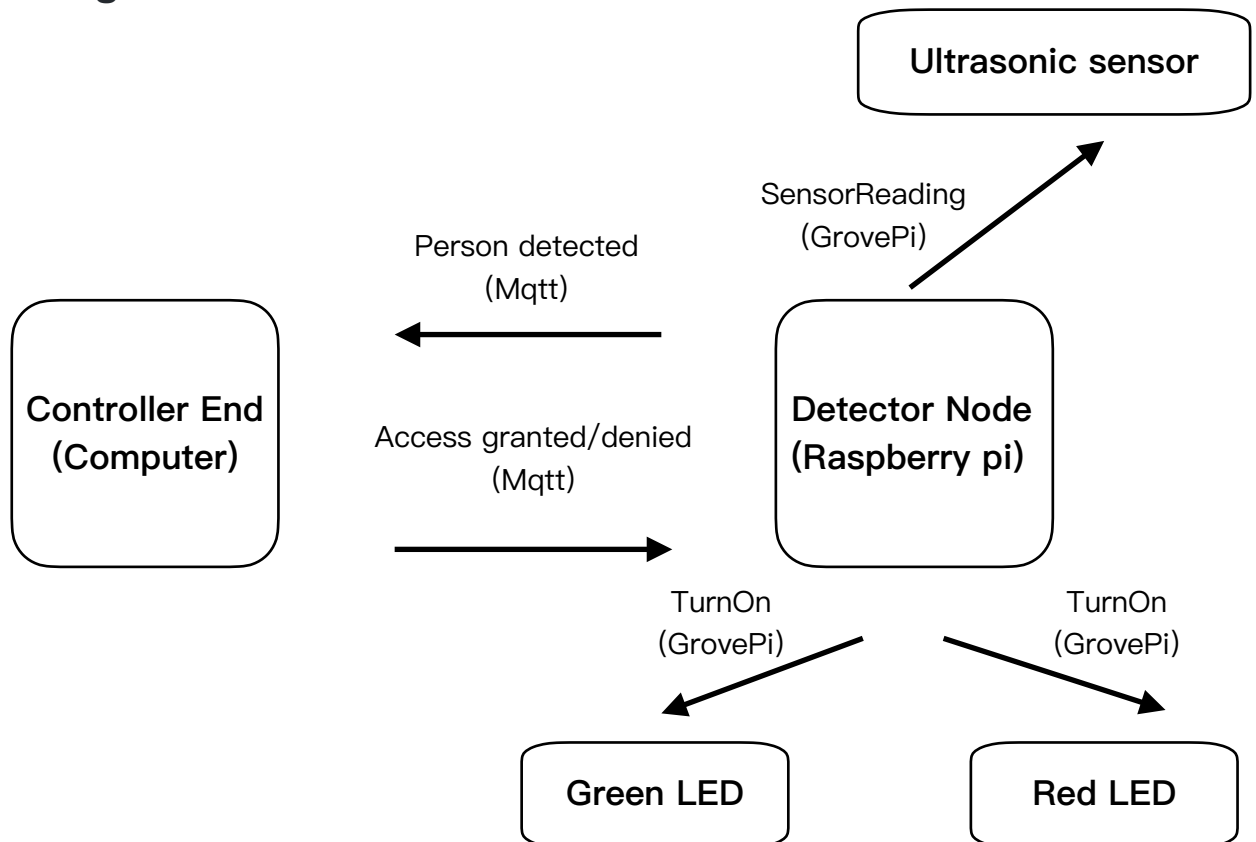 Ultrasonic sensor
SensorReading
(GrovePi)
Person detected
(Mqtt)
Controller End
(Computer)
Access granted/denied
(Mqtt)
Detector Node
(Raspberry pi)
TurnOn
(GrovePi)
TurnOn
(GrovePi)
Green LED
Red LED